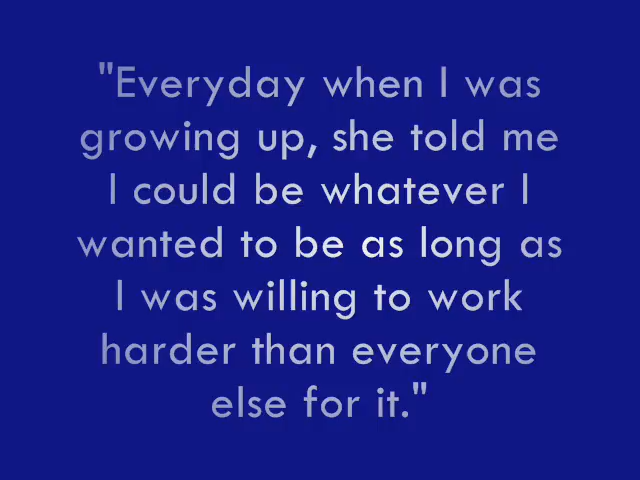 "Everyday when I was
growing up, she told me
I could be whatever I
wanted to be as long as
I was willing to work
harder than everyone
else for it."